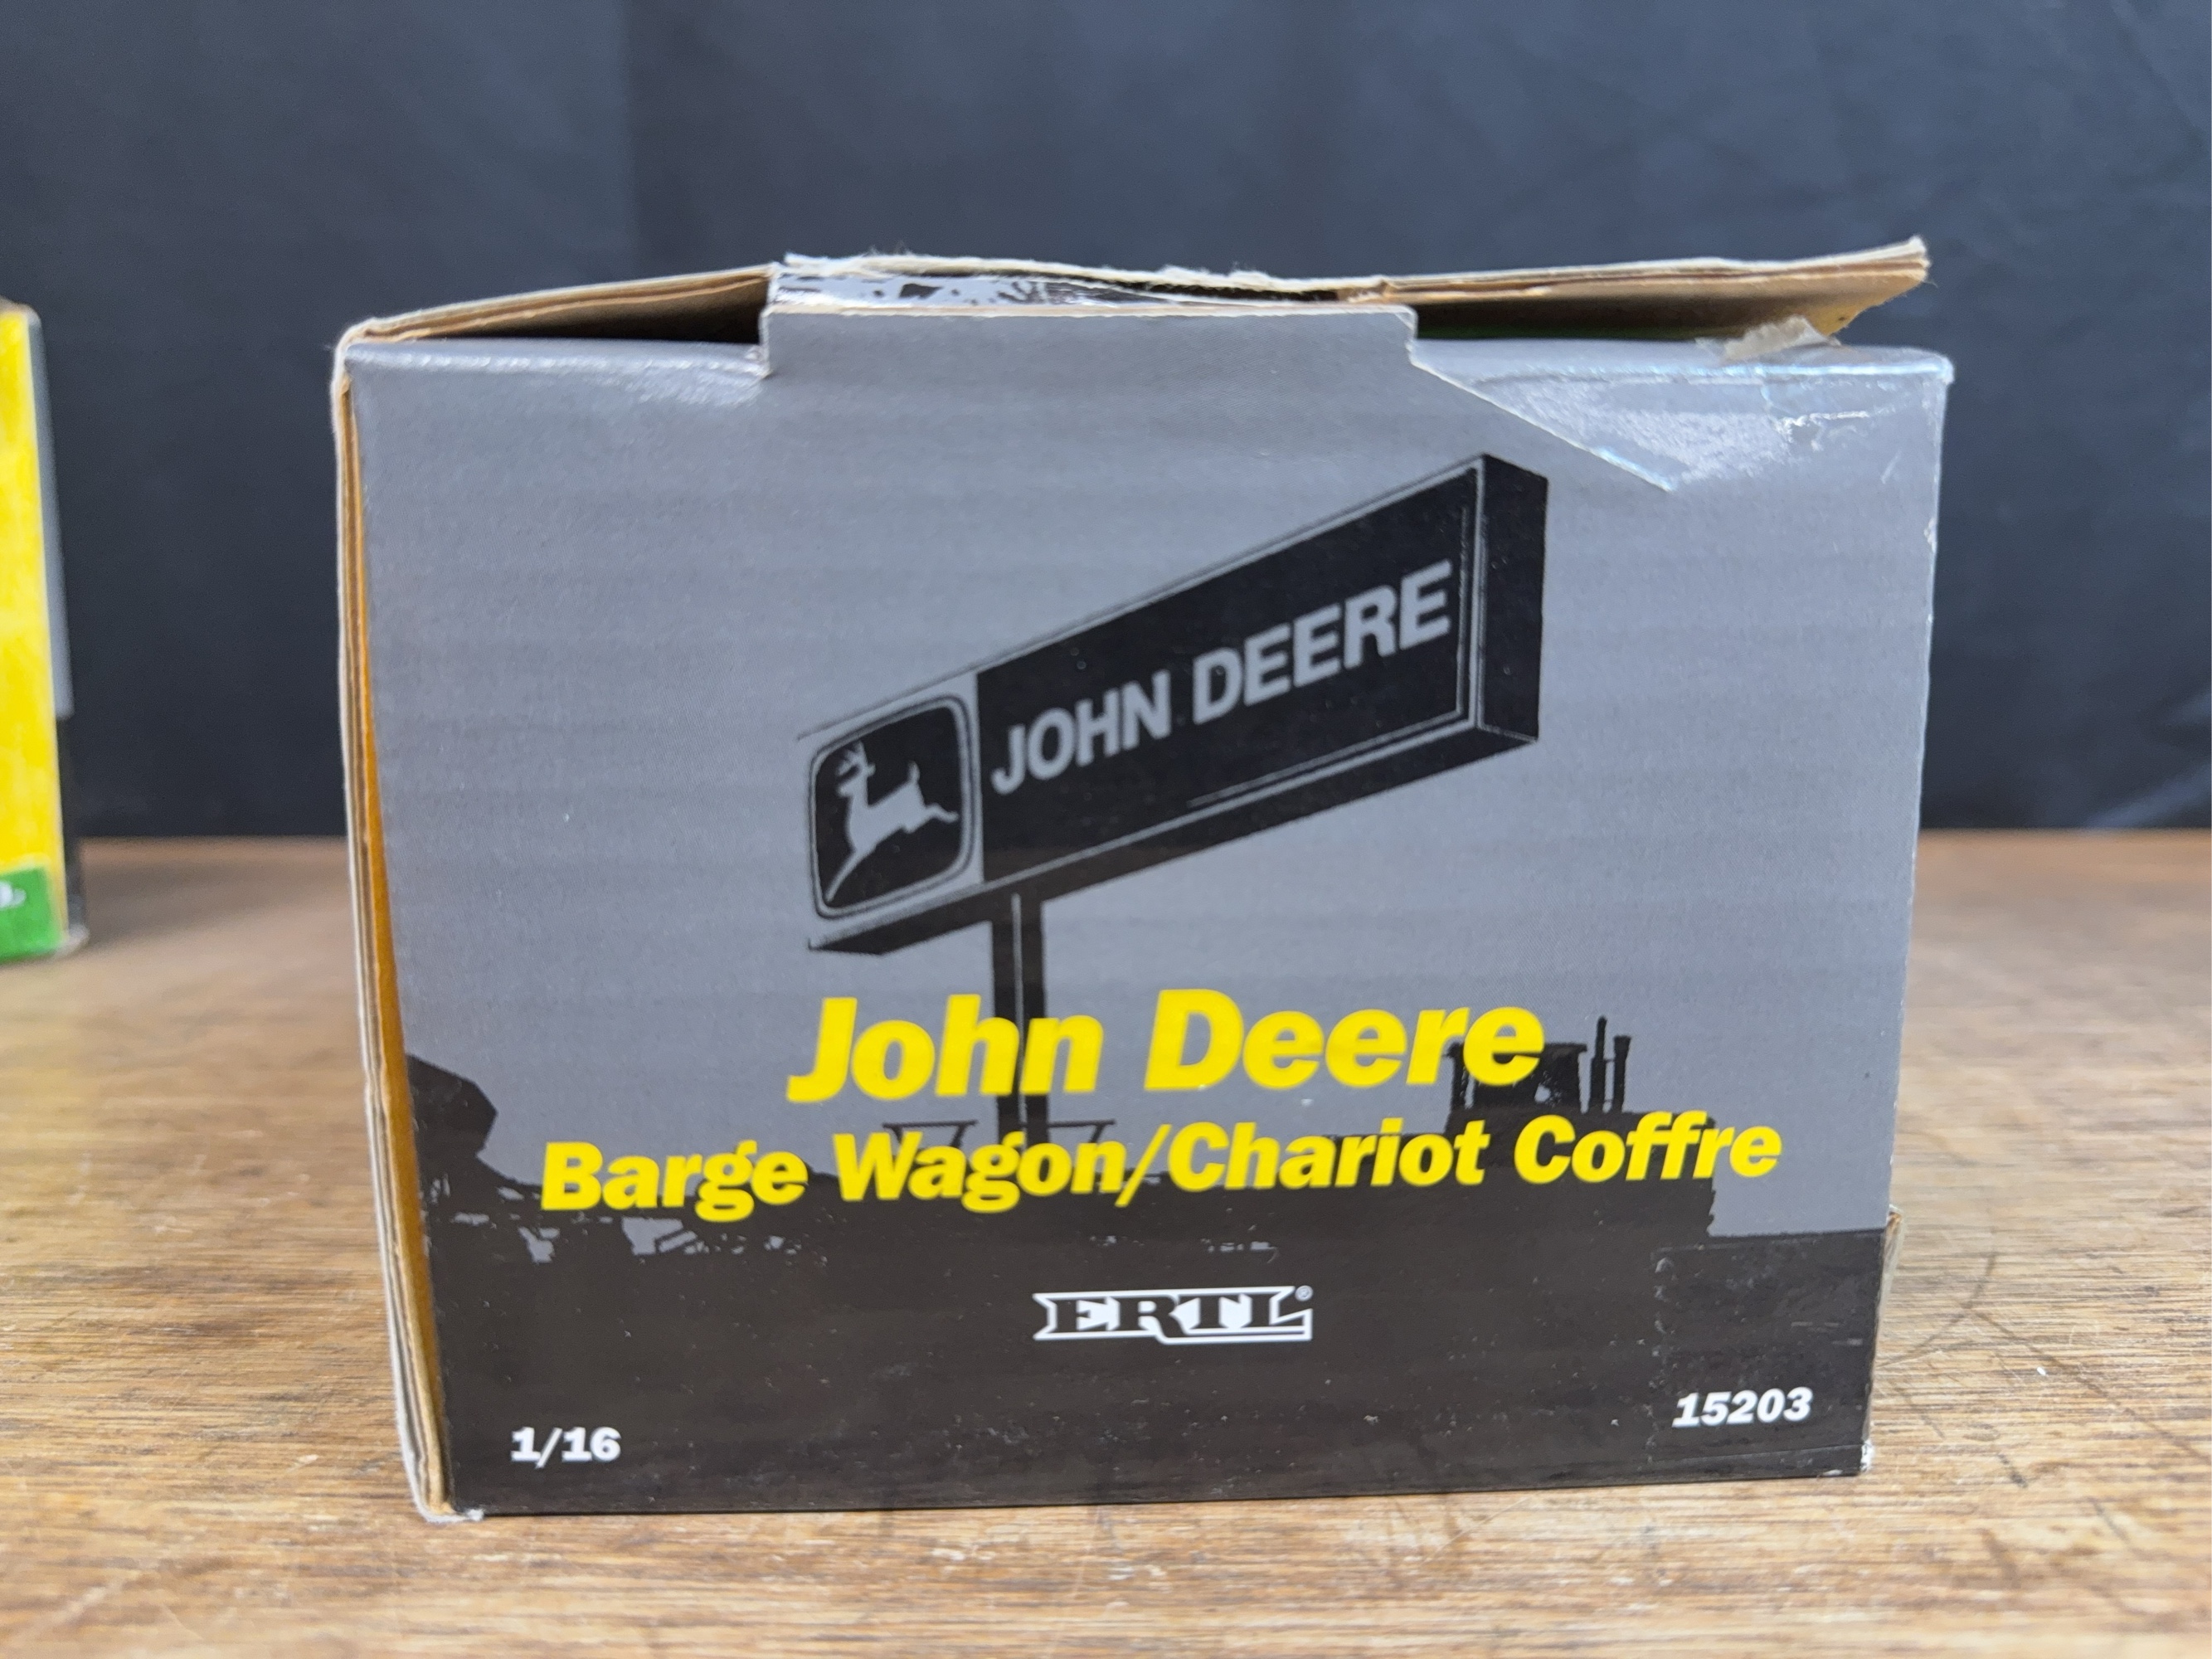 JOHN DEERE
John Deere
Barge Wagon/Chariot Coffre
ERTL®
1/16
15203